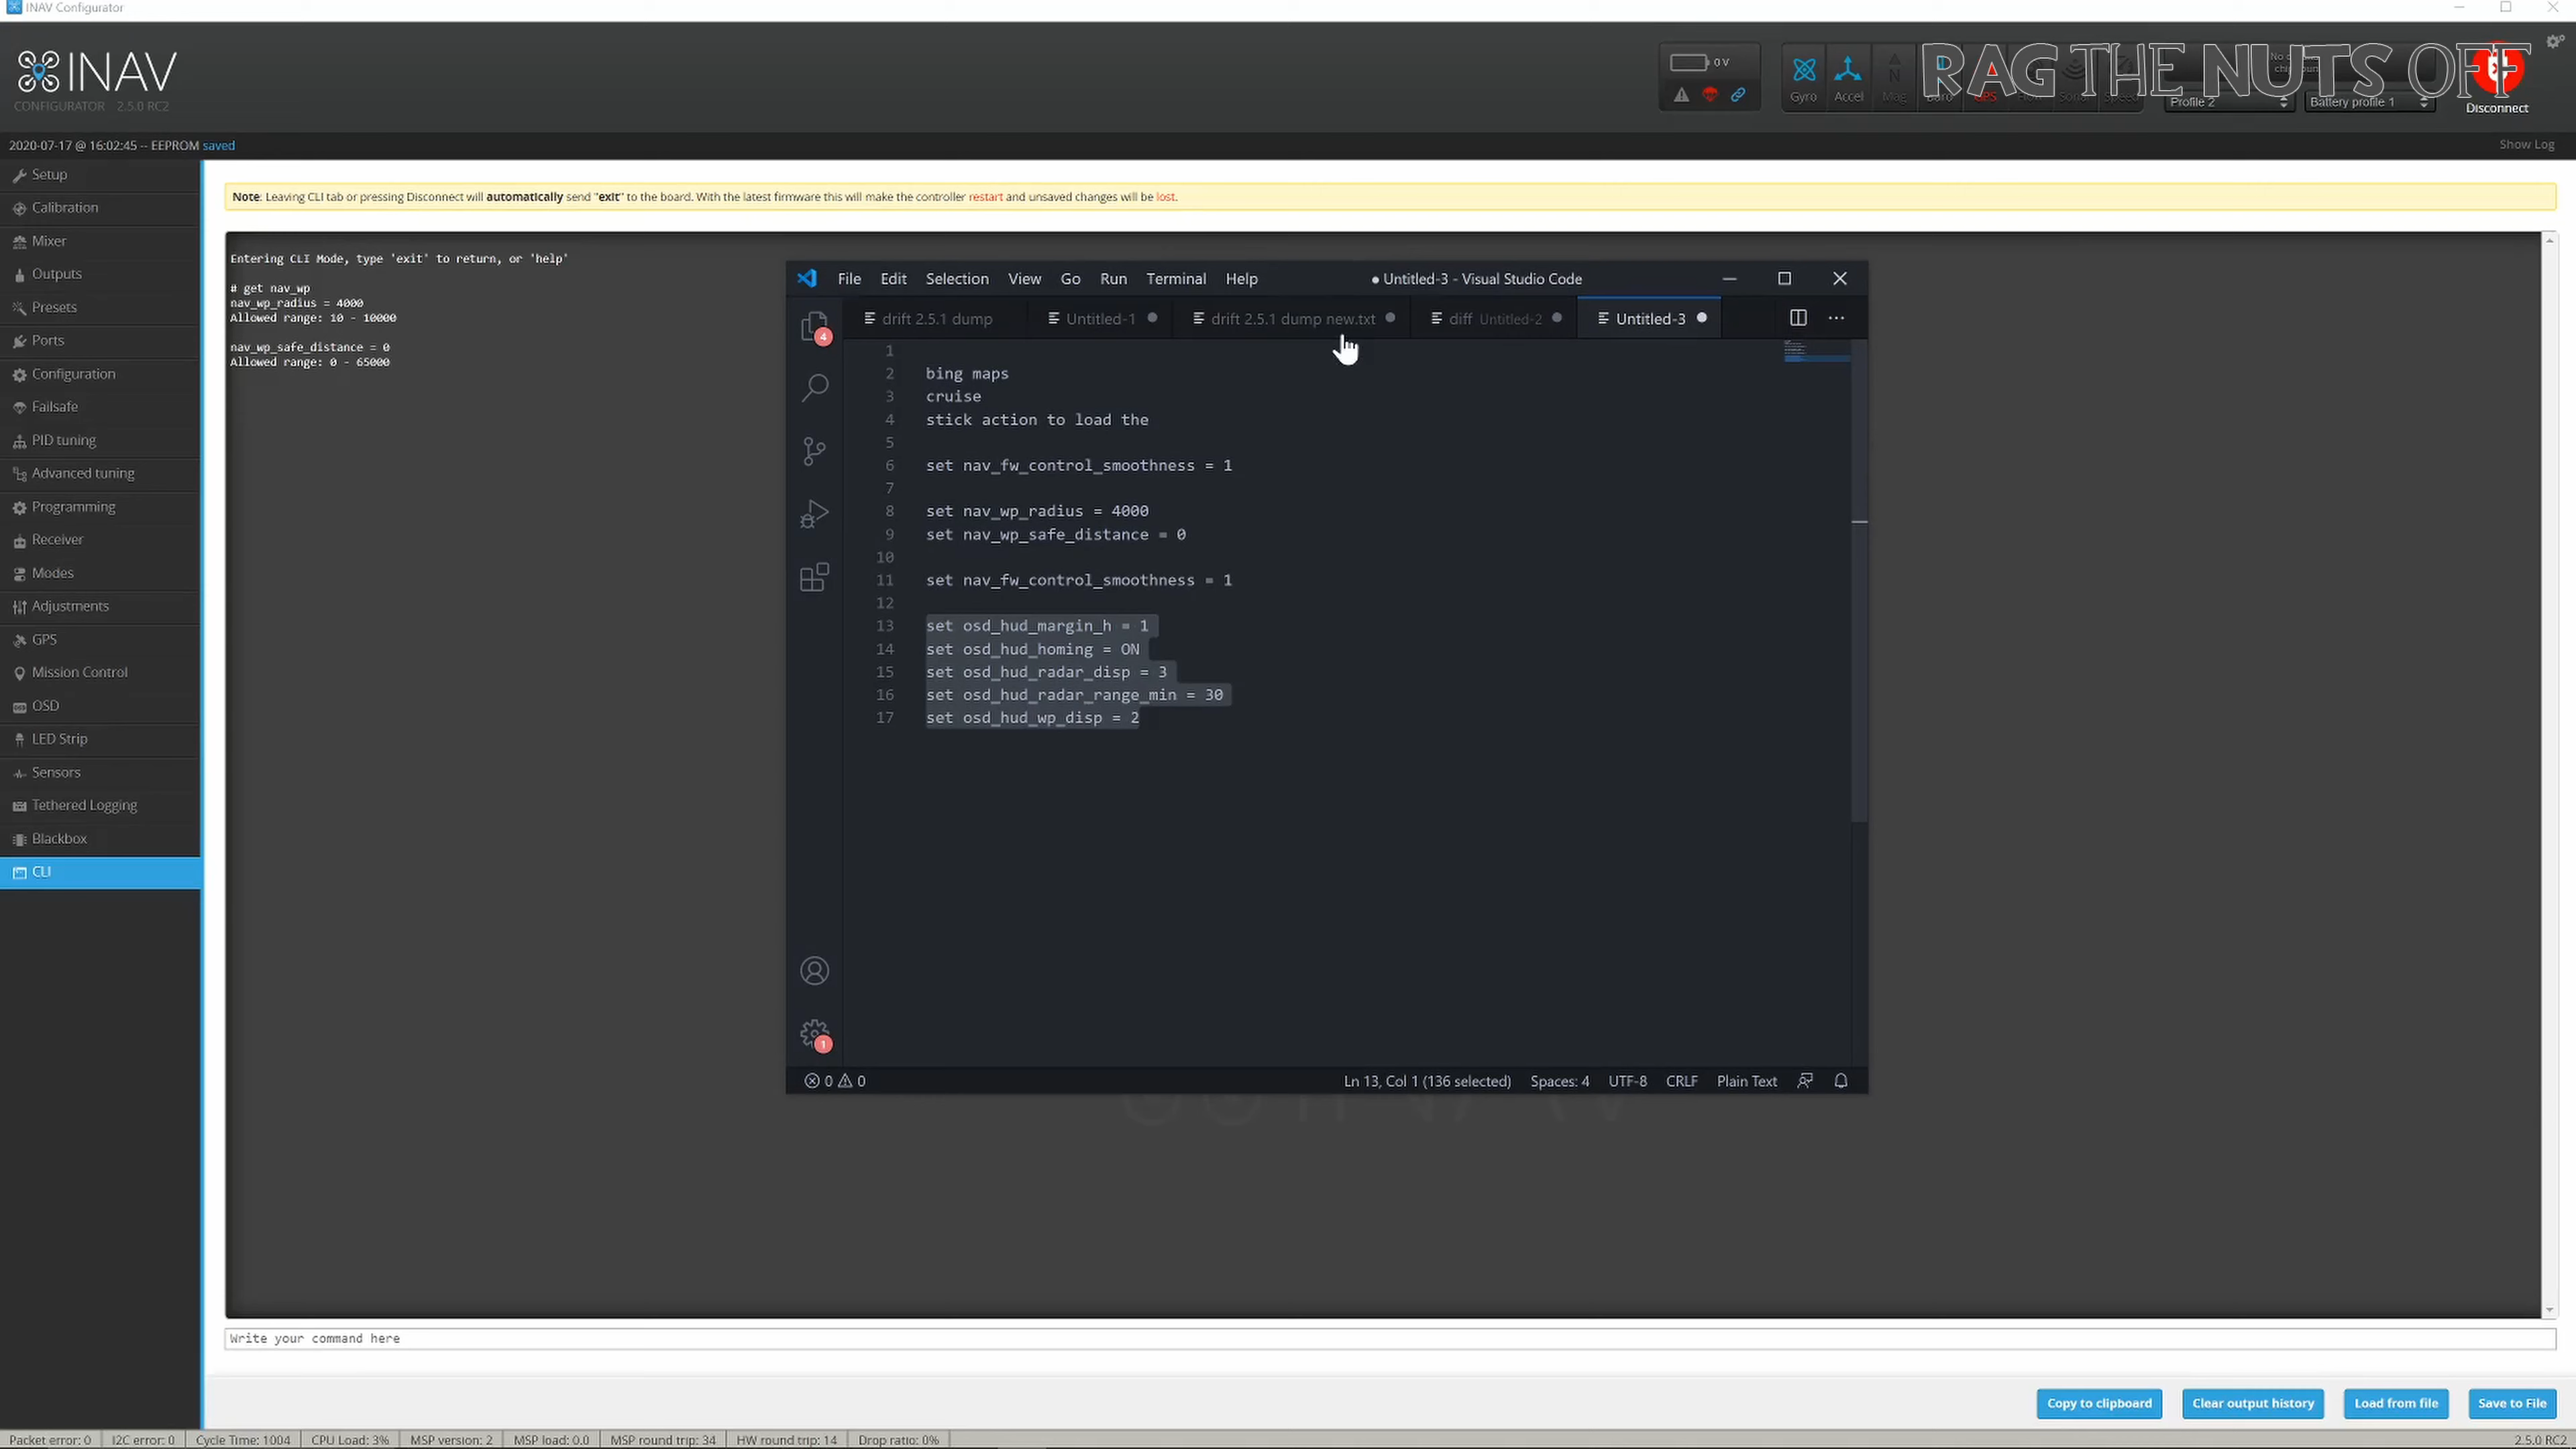 INAV Configurator
INAV
CONFIGURATOR 2.5.0 RC2
0 V
Gyro
Accel
Mag
RAG THE NUTS OFF
Profile 2
Battery profile 1
Disconnect
2020-07-17 @ 16:02:45 -- EEPROM saved
Show Log
Setup
Calibration
Mixer
Outputs
Presets
Ports
Configuration
Failsafe
PID tuning
Advanced tuning
Programming
Receiver
Modes
Adjustments
GPS
Mission Control
OSD
LED Strip
Sensors
Tethered Logging
Blackbox
CLI
Note: Leaving CLI tab or pressing Disconnect will automatically send "exit" to the board. With the latest firmware this will make the controller restart and unsaved changes will be lost.
Entering CLI Mode, type 'exit' to return, or 'help'
# get nav_wp
nav_wp_radius = 4000
Allowed range: 10 - 10000
nav_wp_safe_distance = 0
Allowed range: 0 - 65000
File Edit Selection View Go Run Terminal Help
● Untitled-3 - Visual Studio Code
4
drift 2.5.1 dump
Untitled-1
drift 2.5.1 dump new.txt
diff Untitled-2
Untitled-3
1
2 bing maps
3 cruise
4 stick action to load the
5
6 set nav_fw_control_smoothness = 1
7
8 set nav_wp_radius = 4000
9 set nav_wp_safe_distance = 0
10
11 set nav_fw_control_smoothness = 1
12
13 set osd_hud_margin_h = 1
14 set osd_hud_homing = ON
15 set osd_hud_radar_disp = 3
16 set osd_hud_radar_range_min = 30
17 set osd_hud_wp_disp = 2
1
0 0
Ln 13, Col 1 (136 selected)
Spaces: 4
UTF-8
CRLF
Plain Text
Write your command here
Copy to clipboard
Clear output history
Load from file
Save to File
Packet error: 0
I2C error: 0
Cycle Time: 1004
CPU Load: 3%
MSP version: 2
MSP load: 0.0
MSP round trip: 34
HW round trip: 14
Drop ratio: 0%
2.5.0 RC2